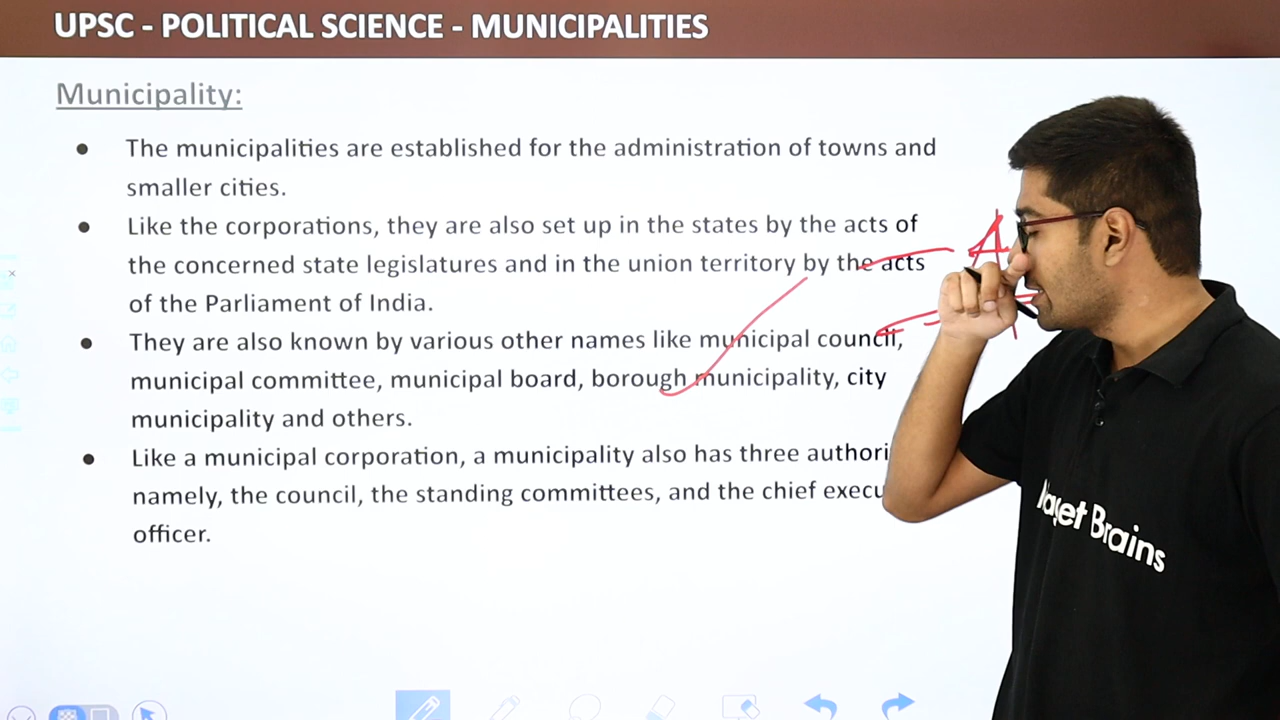 UPSC - POLITICAL SCIENCE - MUNICIPALITIES
Municipality:
● The municipalities are established for the administration of towns and
smaller cities.
● Like the corporations, they are also set up in the states by the acts of
the concerned state legislatures and in the union territory by the acts
of the Parliament of India.
● They are also known by various other names like municipal council,
municipal committee, municipal board, borough municipality, city
municipality and others.
● Like a municipal corporation, a municipality also has three authori
namely, the council, the standing committees, and the chief execu
officer.
A
Brains